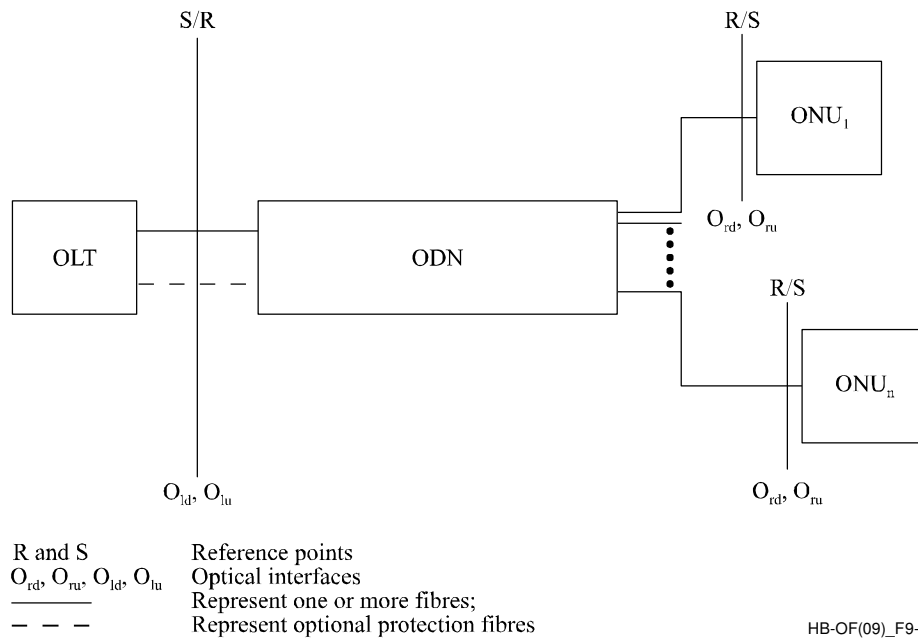 S/R
R/S
ONU₁
Oᵣd, Oᵣᵤ
OLT
ODN
R/S
ONUₙ
Oₗd, Oₗᵤ
Oᵣd, Oᵣᵤ
R and S Reference points
Oᵣd, Oᵣᵤ, Oₗd, Oₗᵤ Optical interfaces
Represent one or more fibres;
Represent optional protection fibres
HB-OF(09)_F9-